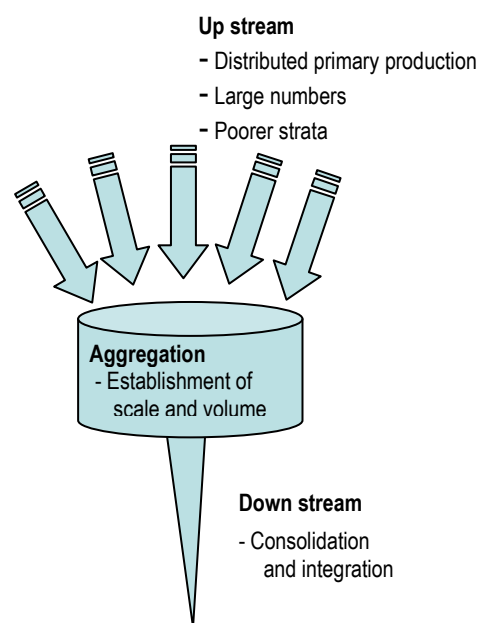 Up stream
- Distributed primary production
- Large numbers
- Poorer strata
Aggregation
- Establishment of
scale and volume
Down stream
- Consolidation
and integration